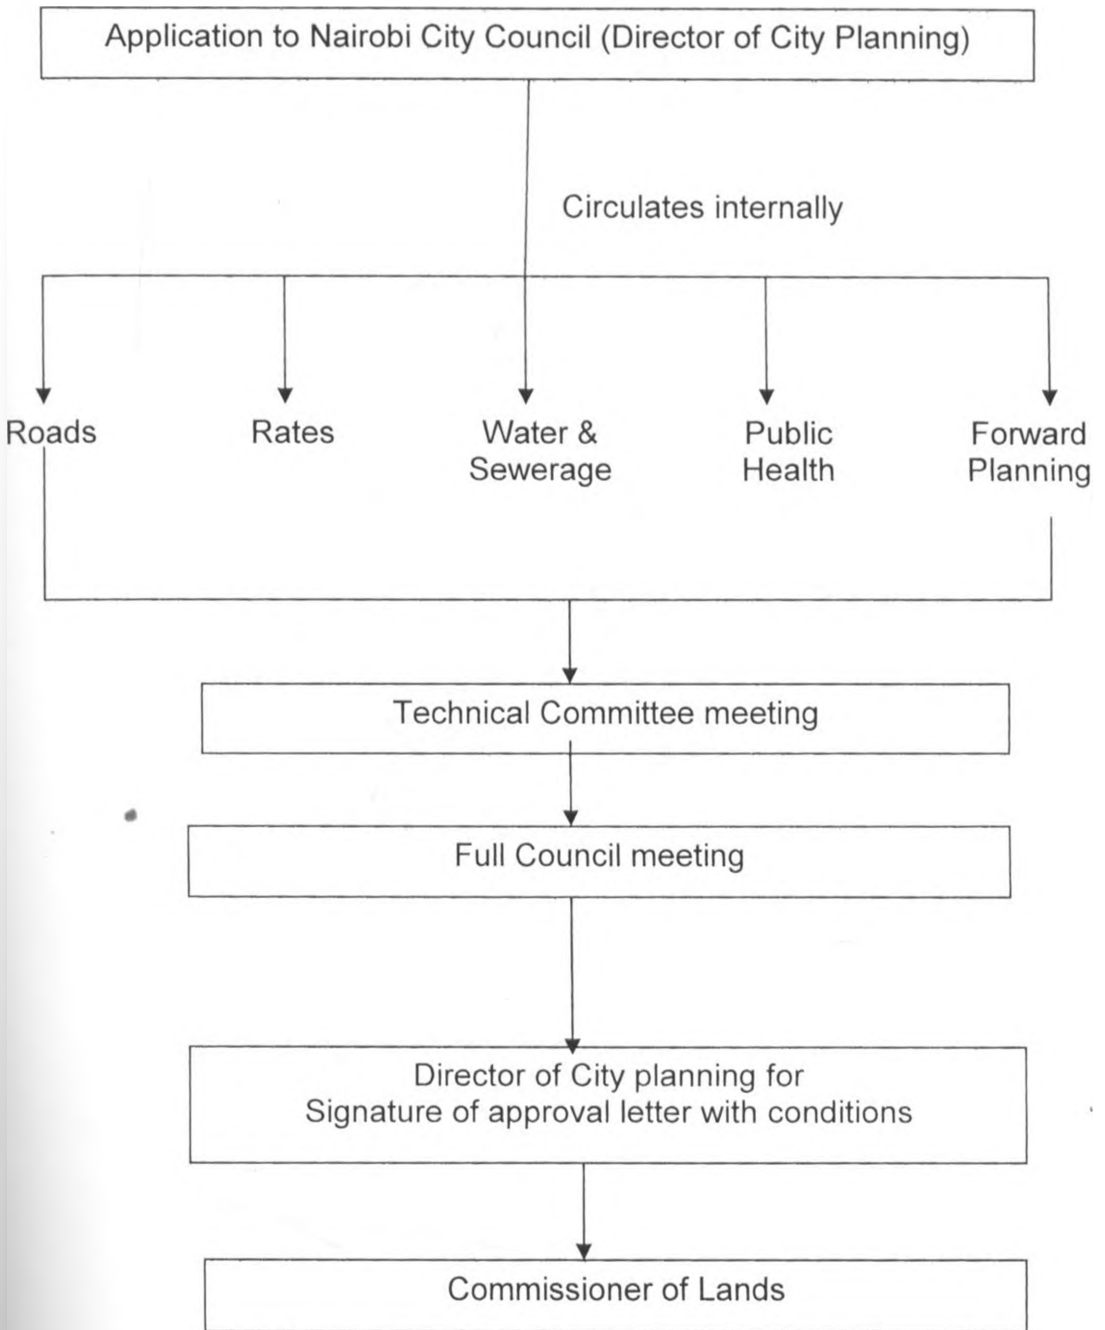 Application to Nairobi City Council (Director of City Planning)
Circulates internally
Roads
Rates
Water &
Sewerage
Public
Health
Forward
Planning
Technical Committee meeting
Full Council meeting
Director of City planning for
Signature of approval letter with conditions
Commissioner of Lands